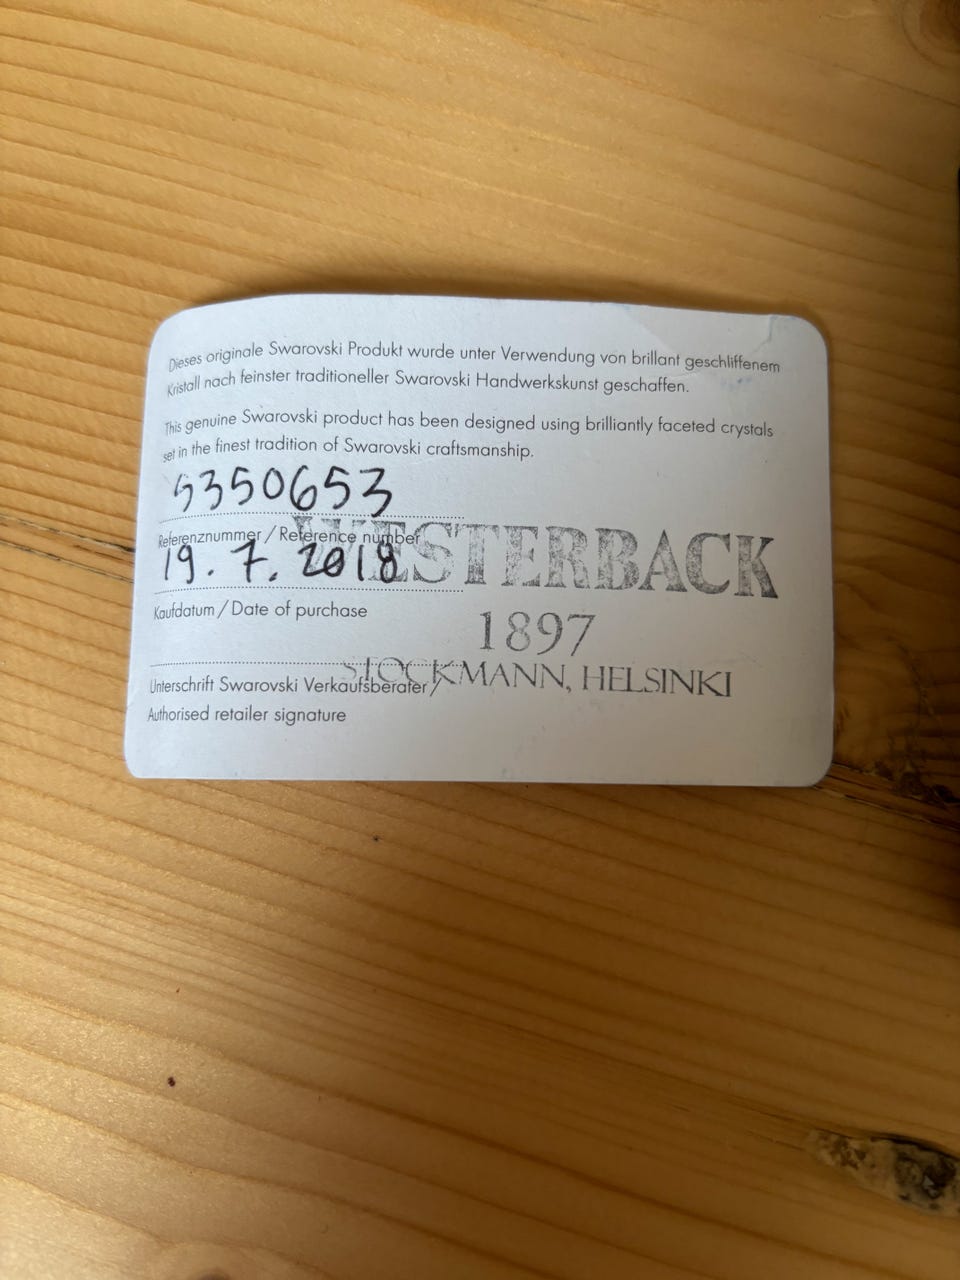 Dieses originale Swarovski Produkt wurde unter Verwendung von brillant geschliffenem
Kristall nach feinster traditioneller Swarovski Handwerkskunst geschaffen.
This genuine Swarovski product has been designed using brilliantly faceted crystals
set in the finest tradition of Swarovski craftsmanship.
5350653
Referenznummer / Reference number
19. 7. 2018
WESTERBACK
Kaufdatum / Date of purchase
1897
STOCKMANN, HELSINKI
Unterschrift Swarovski Verkaufsberater /
Authorised retailer signature